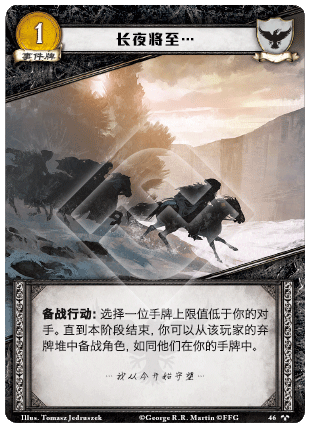 1
事件牌
长夜将至…
备战行动: 选择一位手牌上限值低于你的对
手。直到本阶段结束，你可以从该玩家的弃
牌堆中备战角色，如同他们在你的手牌中。
…我从今开始守望…
Illus. Tomasz Jedruszek ©George R.R. Martin ©FFG 46